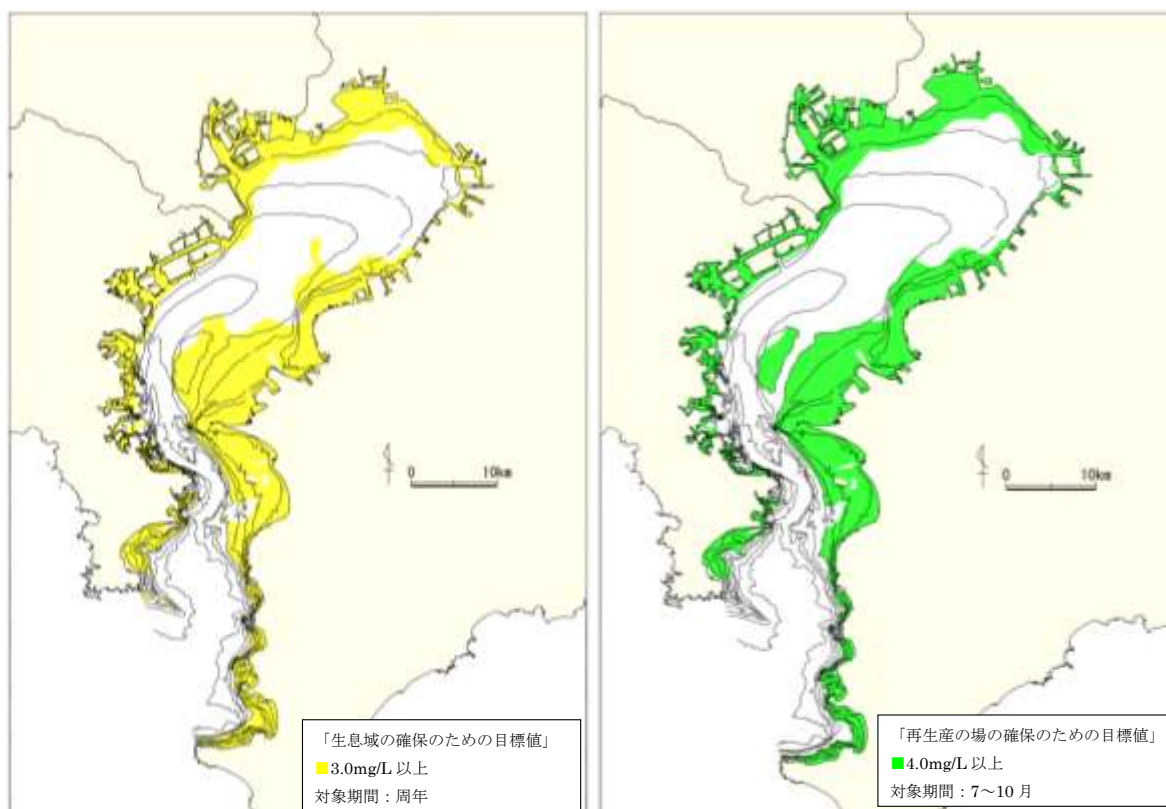 0 10km
「生息域の確保のための目標値」
■3.0mg/L 以上
対象期間：周年
0 10km
「再生産の場の確保のための目標値」
■4.0mg/L 以上
対象期間：7～10 月